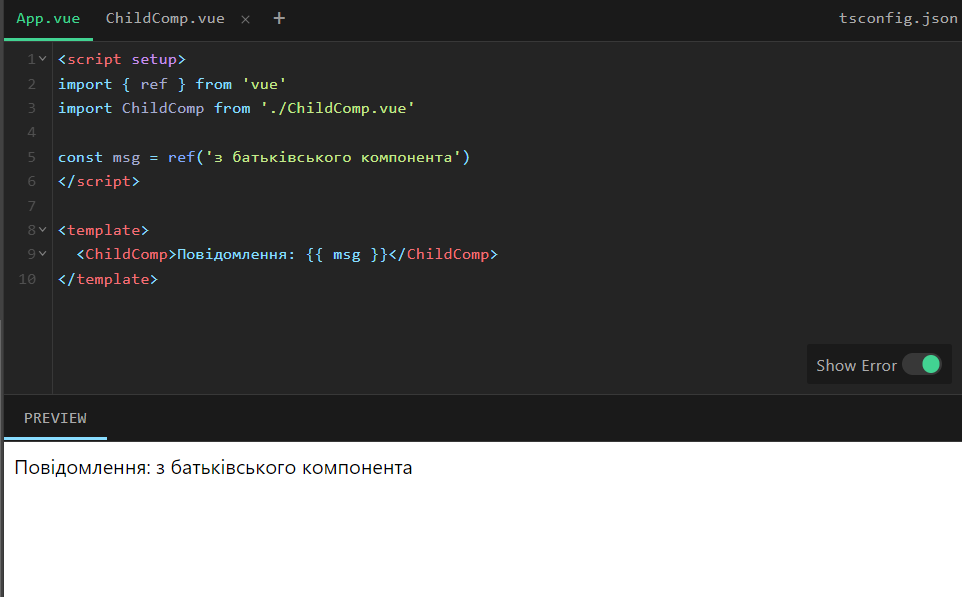 App.vue ChildComp.vue × + tsconfig.json
1 <script setup>
2 import { ref } from 'vue'
3 import ChildComp from './ChildComp.vue'
4
5 const msg = ref('з батьківського компонента')
6 </script>
7
8 <template>
9   <ChildComp>Повідомлення: {{ msg }}</ChildComp>
10 </template>
Show Error
PREVIEW
Повідомлення: з батьківського компонента